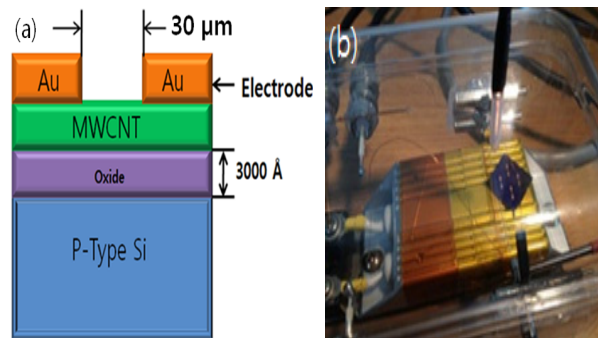 (a)
30 μm
Au
Au
Electrode
MWCNT
Oxide
3000 Å
P-Type Si
(b)